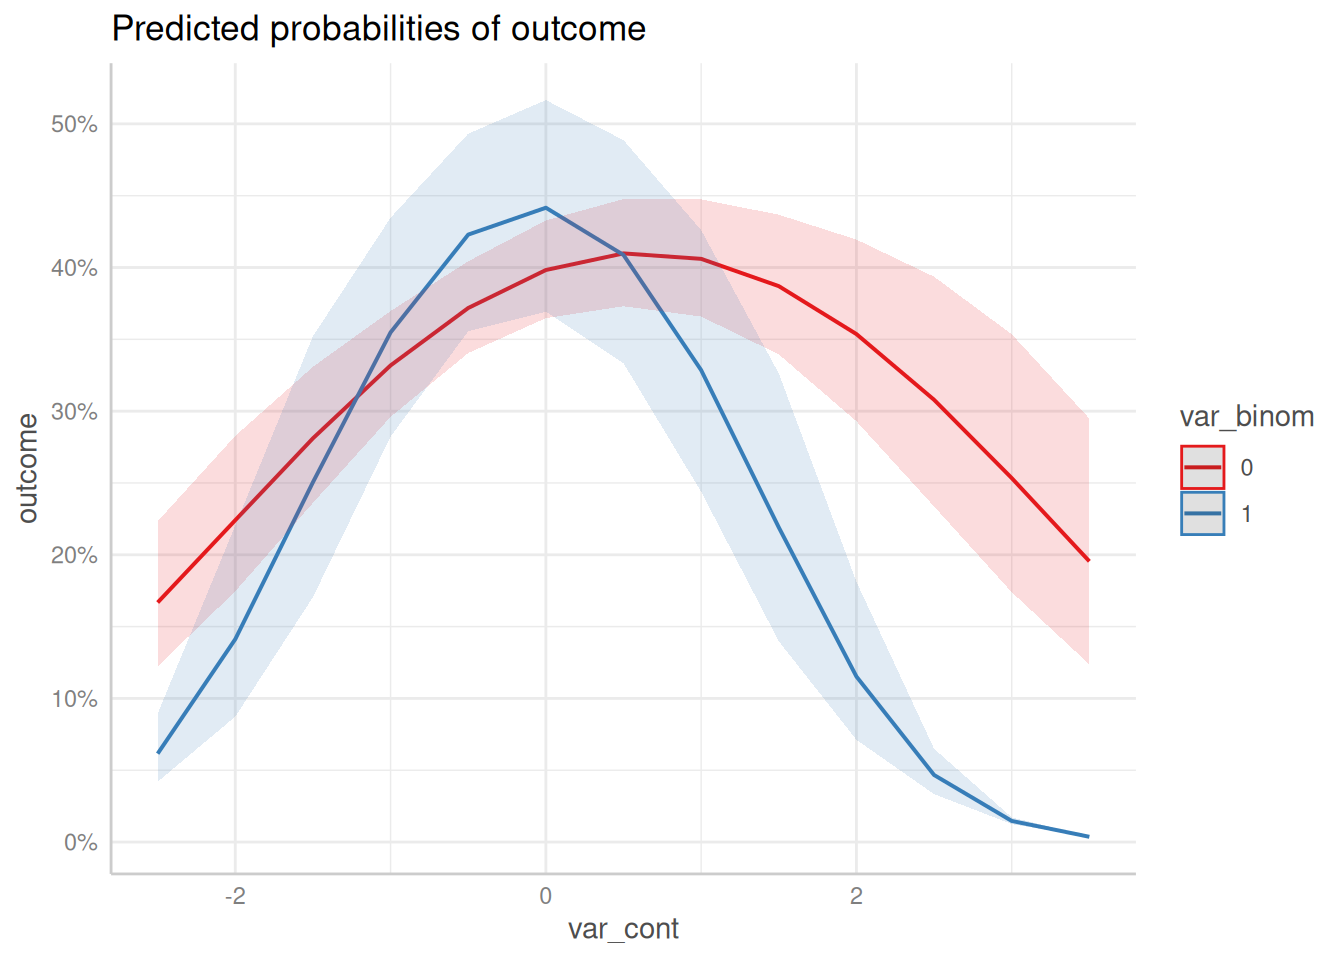 Predicted probabilities of outcome
50%
40%
30%
20%
10%
0%
outcome
-2
0
2
var_cont
var_binom
0
1